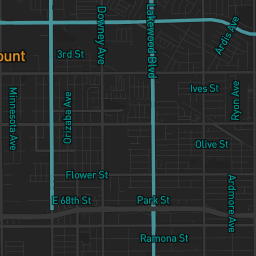 Downey Ave
Lakewood Blvd
Ardis Ave
3rd St
ount
Ives St
Minnesota Ave
Orizaba Ave
Ryon Ave
Olive St
Flower St
Ardmore Ave
E 68th St
Park St
Ramona St